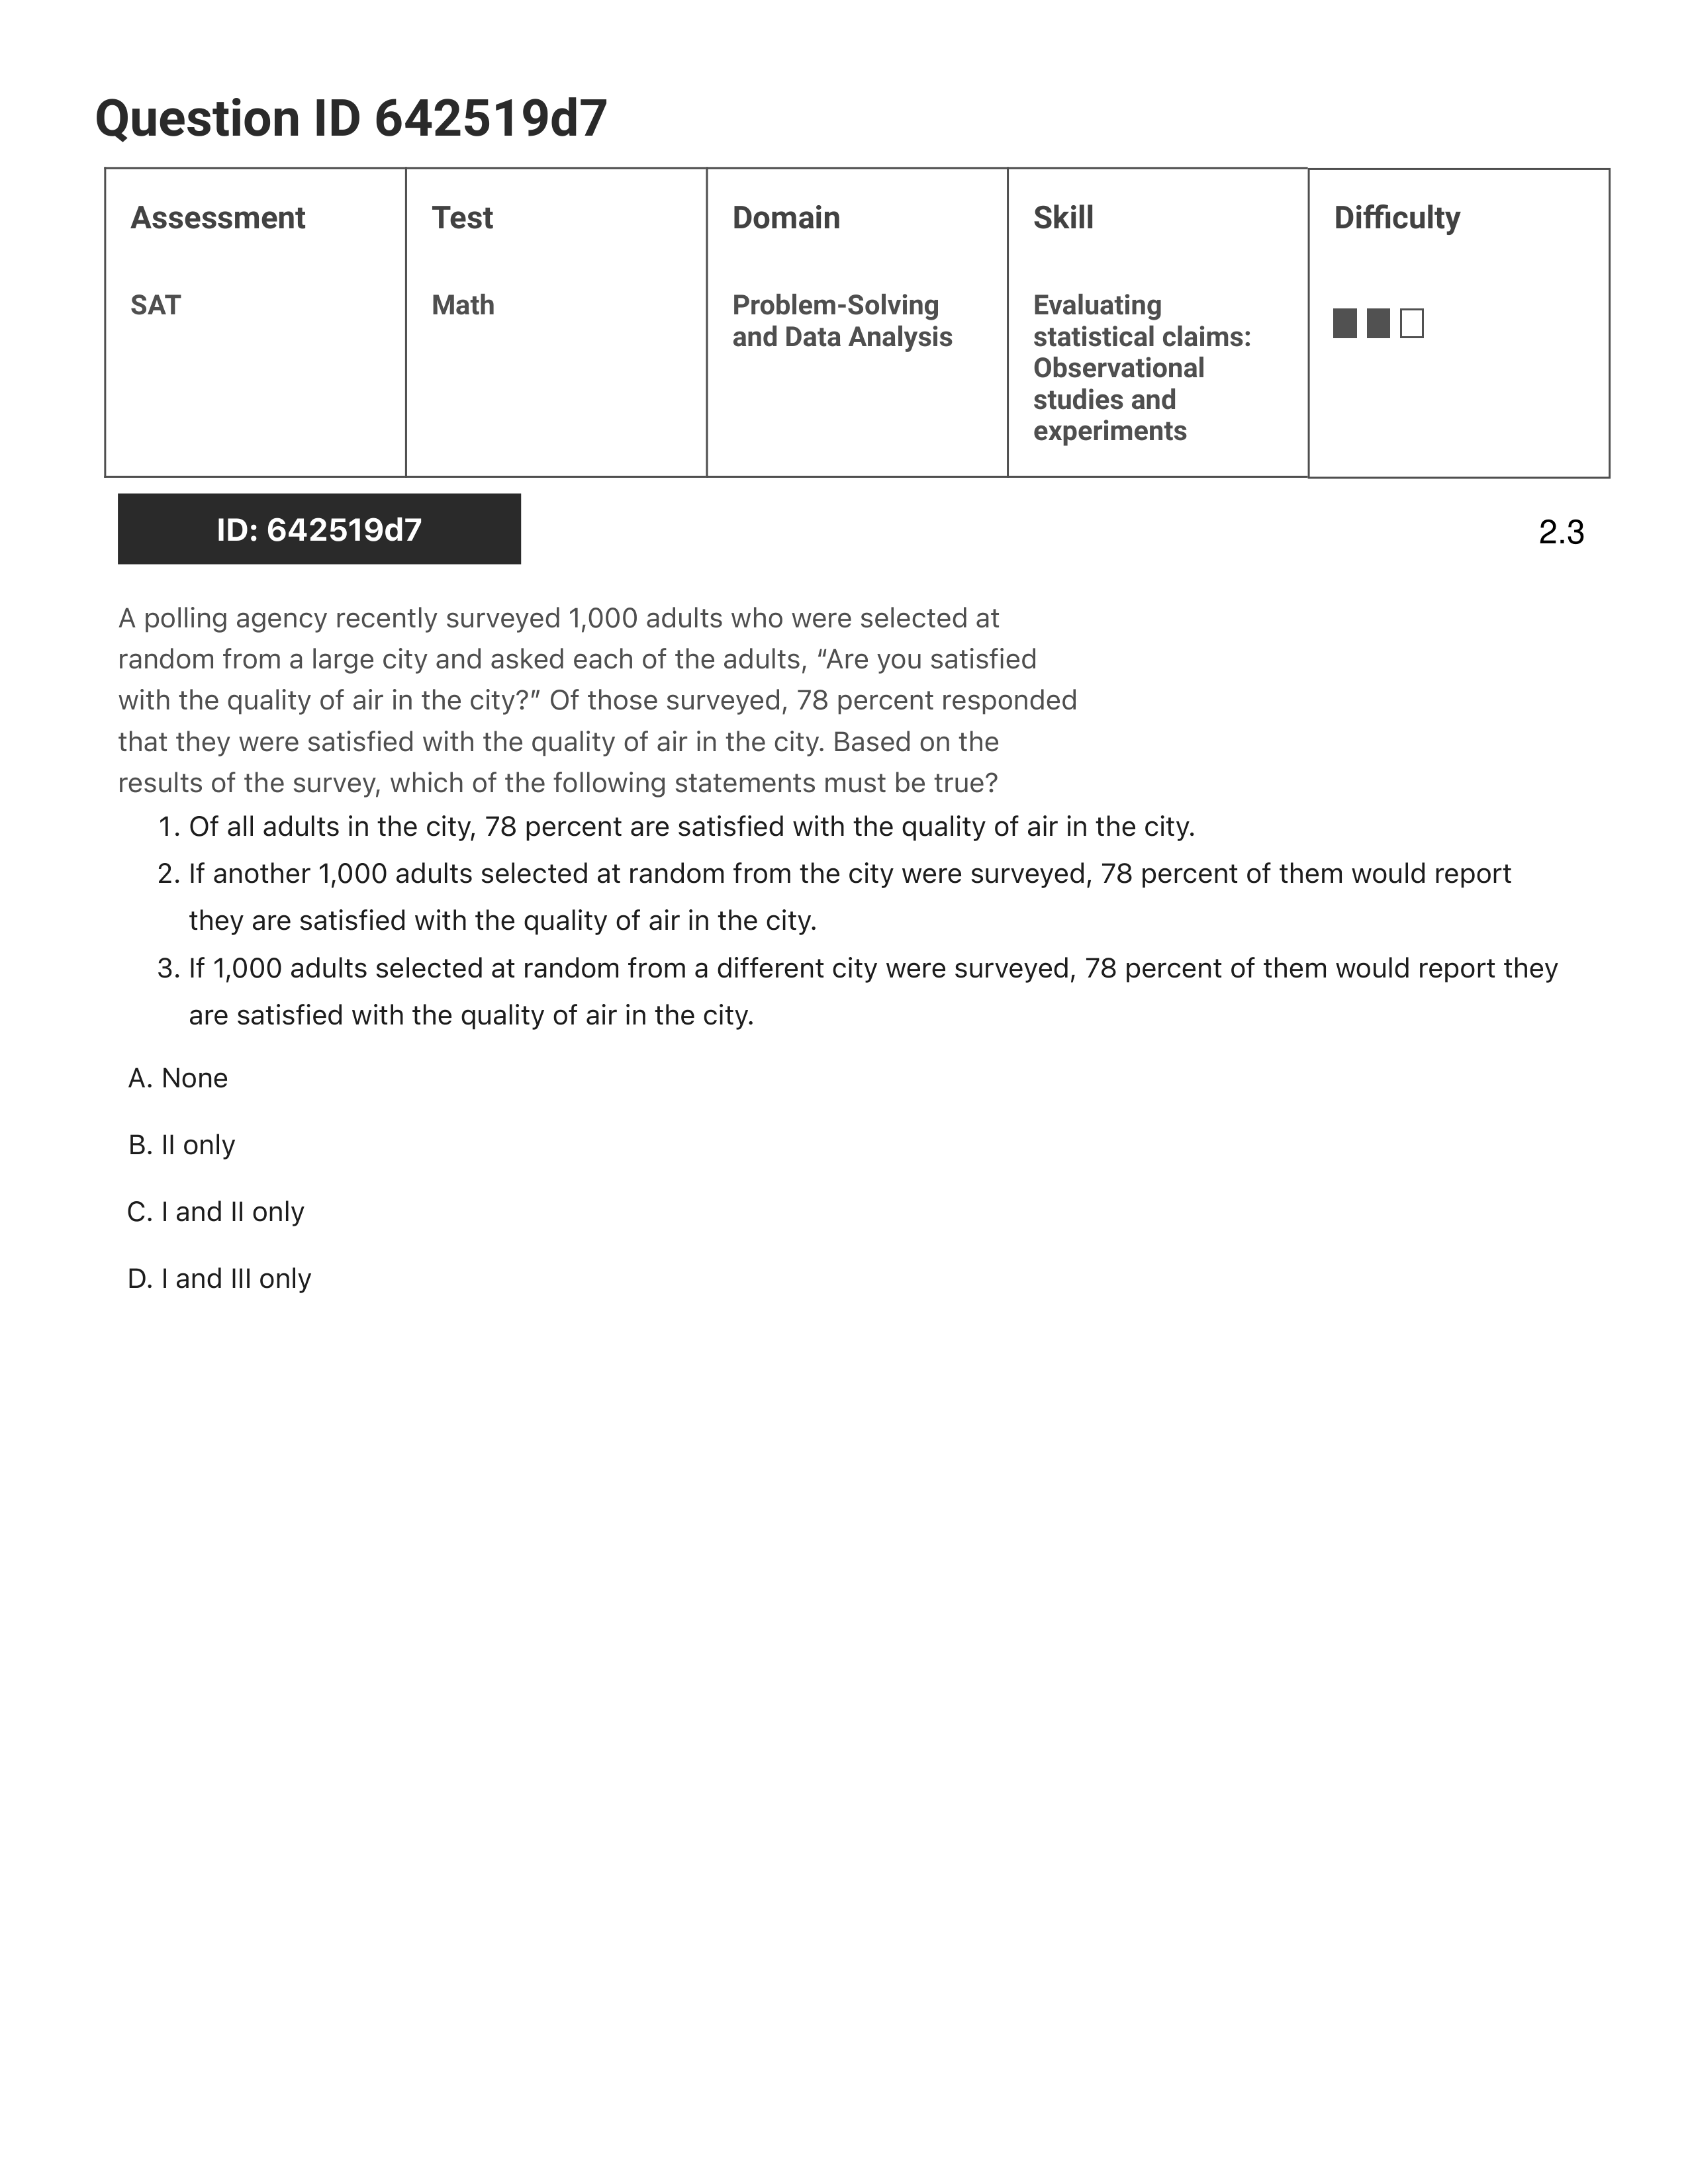 Question ID 642519d7
Assessment
Test
Domain
Skill
Difficulty
SAT
Math
Problem-Solving
and Data Analysis
Evaluating
statistical claims:
Observational
studies and
experiments
ID: 642519d7
2.3
A polling agency recently surveyed 1,000 adults who were selected at
random from a large city and asked each of the adults, “Are you satisfied
with the quality of air in the city?” Of those surveyed, 78 percent responded
that they were satisfied with the quality of air in the city. Based on the
results of the survey, which of the following statements must be true?
1. Of all adults in the city, 78 percent are satisfied with the quality of air in the city.
2. If another 1,000 adults selected at random from the city were surveyed, 78 percent of them would report
they are satisfied with the quality of air in the city.
3. If 1,000 adults selected at random from a different city were surveyed, 78 percent of them would report they
are satisfied with the quality of air in the city.
A. None
B. II only
C. I and II only
D. I and III only